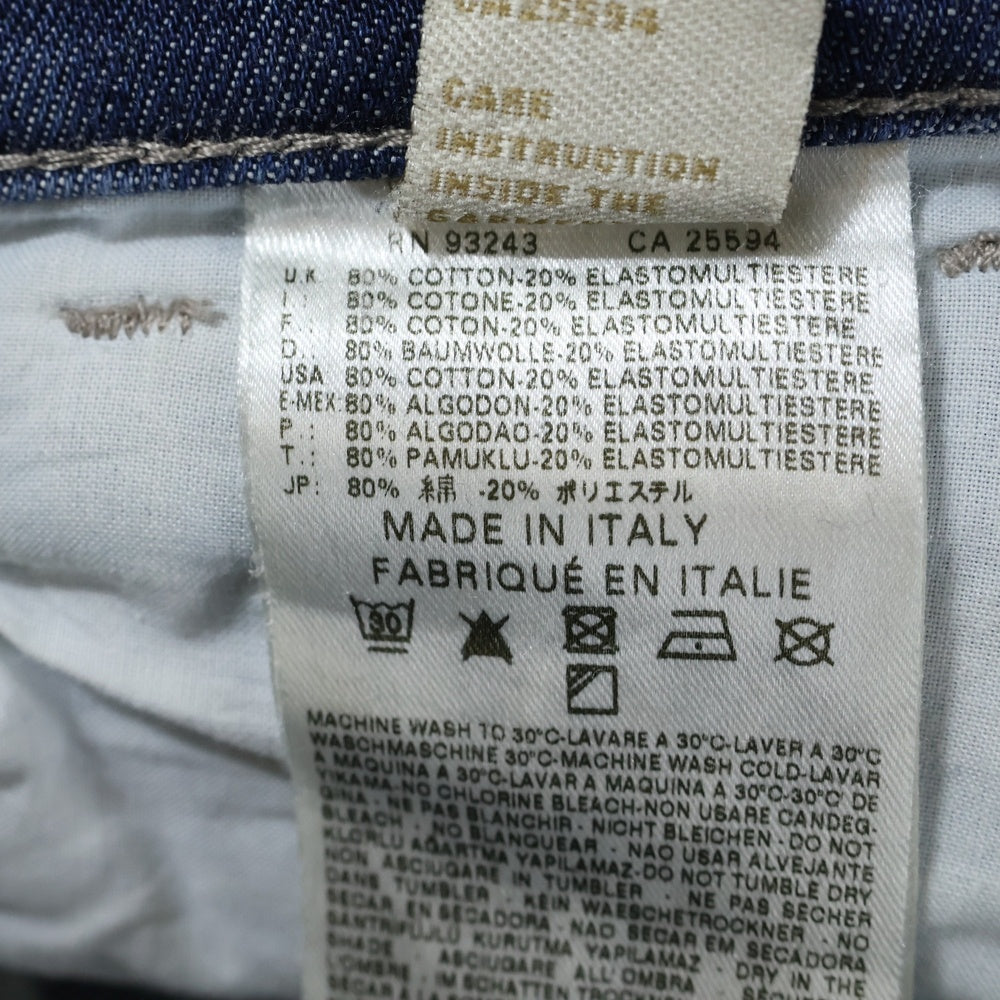 CA 25594
CARE
INSTRUCTION
INSIDE THE
RN 93243 CA 25594
U.K 80% COTTON-20% ELASTOMULTIESTERE
I.: 80% COTONE-20% ELASTOMULTIESTERE
F.: 80% COTON-20% ELASTOMULTIESTERE
D.. 80% BAUMWOLLE-20% ELASTOMULTIESTERE
USA 80% COTTON-20% ELASTOMULTIESTERE
E-MEX: 80% ALGODON-20% ELASTOMULTIESTERE
P.: 80% ALGODAO-20% ELASTOMULTIESTERE
T.: 80% PAMUKLU-20% ELASTOMULTIESTERE
JP: 80% 綿 -20% ポリエステル
MADE IN ITALY
FABRIQUÉ EN ITALIE
30
MACHINE WASH TO 30°C-LAVARE A 30°C-LAVER A 30°C
WASCHMASCHINE 30°C-MACHINE WASH COLD-LAVAR
A MAQUINA A 30°C-LAVAR A MAQUINA A 30°C-30°C DE
YIKAMA-NO CHLORINE BLEACH-NON USARE CANDEG-
GINA - NE PAS BLANCHIR - NICHT BLEICHEN - DO NOT
BLEACH - NO BLANQUEAR - NAO USAR ALVEJANTE
KLORLU AGARTMA YAPILAMAZ-DO NOT TUMBLE DRY
NON ASCIUGARE IN TUMBLER - NE PAS SECHER
DANS TUMBLER - KEIN WAESCHETROCKNER - NO
SECAR EN SECADORA - NAO SECAR EM SECADORA
SANTRIFÜJLÜ KURUTMA YAPILAMAZ - DRY IN THE
SHADE - ASCIUGARE ALL'OMBRA - SECHER
A L'OMBRE - IM SCHATTEN